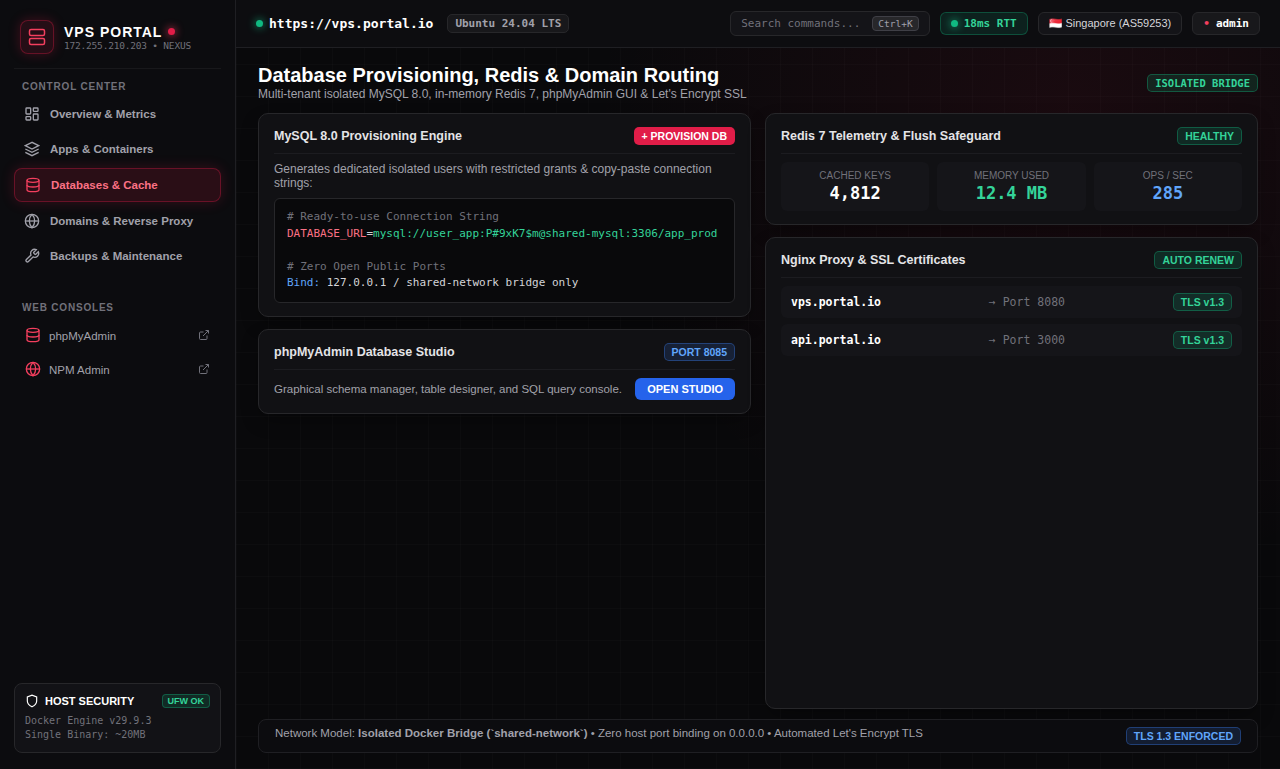 VPS PORTAL
172.255.210.203 • NEXUS
CONTROL CENTER
Overview & Metrics
Apps & Containers
Databases & Cache
Domains & Reverse Proxy
Backups & Maintenance
WEB CONSOLES
phpMyAdmin
NPM Admin
HOST SECURITY UFW OK
Docker Engine v29.9.3
Single Binary: ~20MB
https://vps.portal.io Ubuntu 24.04 LTS Search commands... Ctrl+K 18ms RTT 🇸🇬 Singapore (AS59253) admin
Database Provisioning, Redis & Domain Routing
Multi-tenant isolated MySQL 8.0, in-memory Redis 7, phpMyAdmin GUI & Let's Encrypt SSL
ISOLATED BRIDGE
MySQL 8.0 Provisioning Engine + PROVISION DB
Generates dedicated isolated users with restricted grants & copy-paste connection
strings:
# Ready-to-use Connection String
DATABASE_URL=mysql://user_app:P#9xK7$m@shared-mysql:3306/app_prod
# Zero Open Public Ports
Bind: 127.0.0.1 / shared-network bridge only
phpMyAdmin Database Studio PORT 8085
Graphical schema manager, table designer, and SQL query console. OPEN STUDIO
Redis 7 Telemetry & Flush Safeguard HEALTHY
CACHED KEYS MEMORY USED OPS / SEC
4,812 12.4 MB 285
Nginx Proxy & SSL Certificates AUTO RENEW
vps.portal.io → Port 8080 TLS v1.3
api.portal.io → Port 3000 TLS v1.3
Network Model: Isolated Docker Bridge (`shared-network`) • Zero host port binding on 0.0.0.0 • Automated Let's Encrypt TLS TLS 1.3 ENFORCED